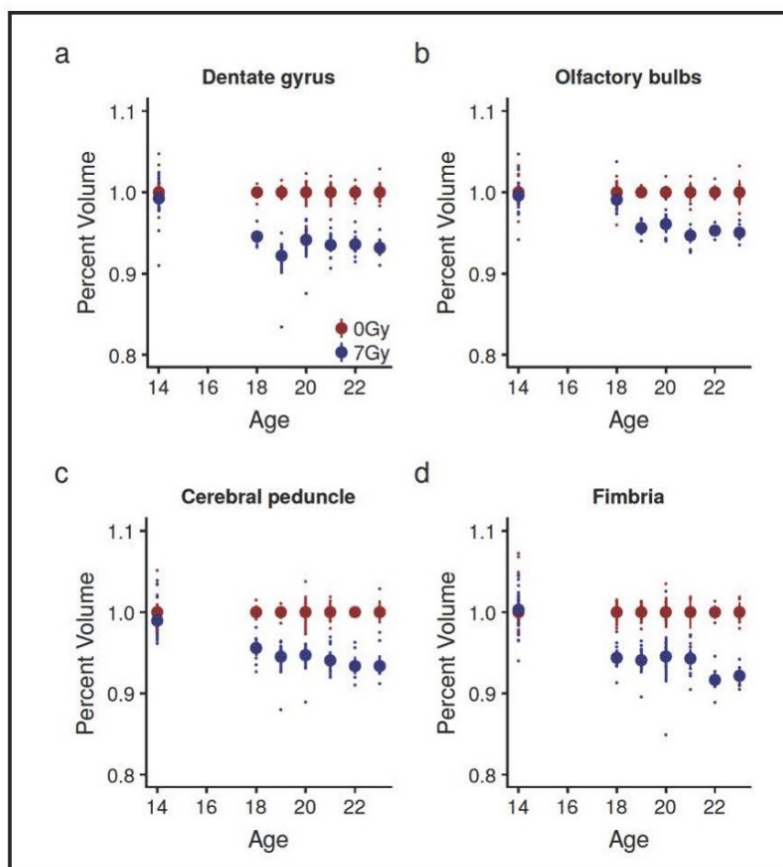 a
Dentate gyrus
Percent Volume
1.1
1.0
0.9
0.8
0Gy
7Gy
14 16 18 20 22
Age
b
Olfactory bulbs
Percent Volume
1.1
1.0
0.9
0.8
14 16 18 20 22
Age
c
Cerebral peduncle
Percent Volume
1.1
1.0
0.9
0.8
14 16 18 20 22
Age
d
Fimbria
Percent Volume
1.1
1.0
0.9
0.8
14 16 18 20 22
Age